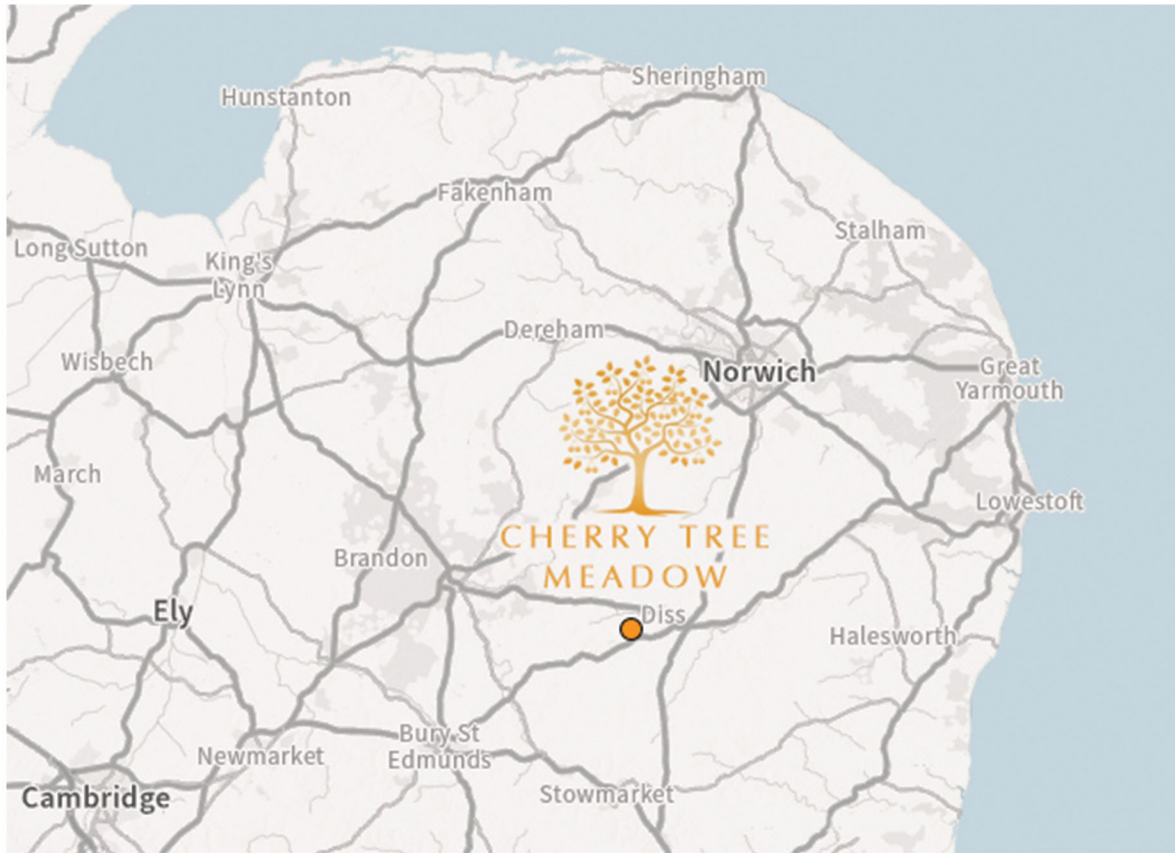 Sheringham
Hunstanton
Fakenham
Stalham
Long Sutton
King's
Lynn
Dereham
Wisbech
Norwich
Great
Yarmouth
March
Lowestoft
CHERRY TREE
MEADOW
Brandon
Ely
Diss
Halesworth
Bury St
Edmunds
Newmarket
Stowmarket
Cambridge